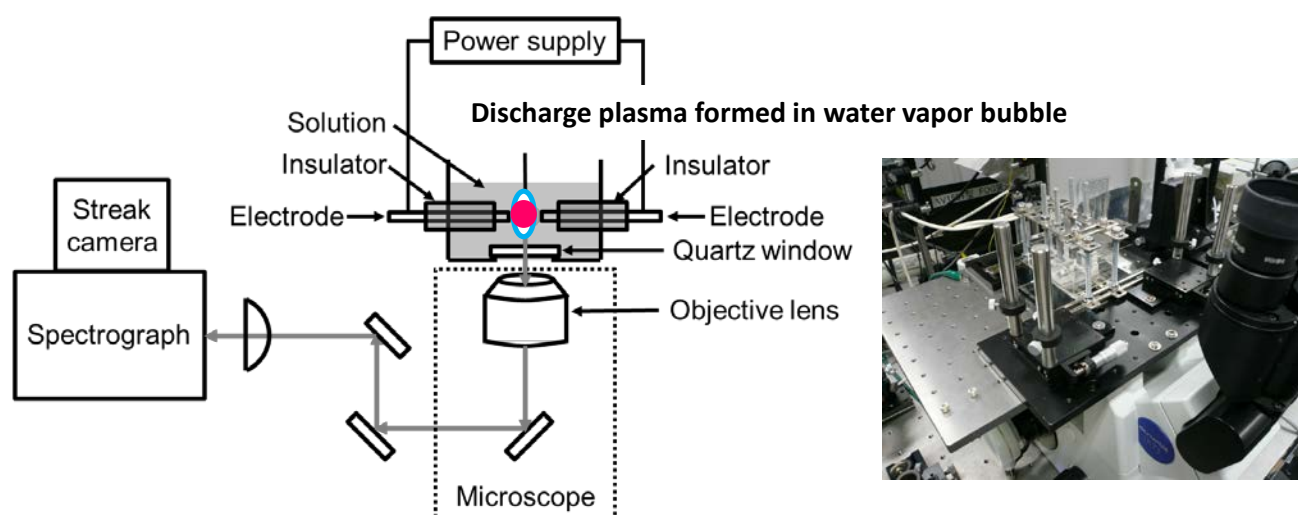 Power supply
Discharge plasma formed in water vapor bubble
Solution
Insulator
Insulator
Electrode
Electrode
Streak
camera
Quartz window
Objective lens
Spectrograph
Microscope